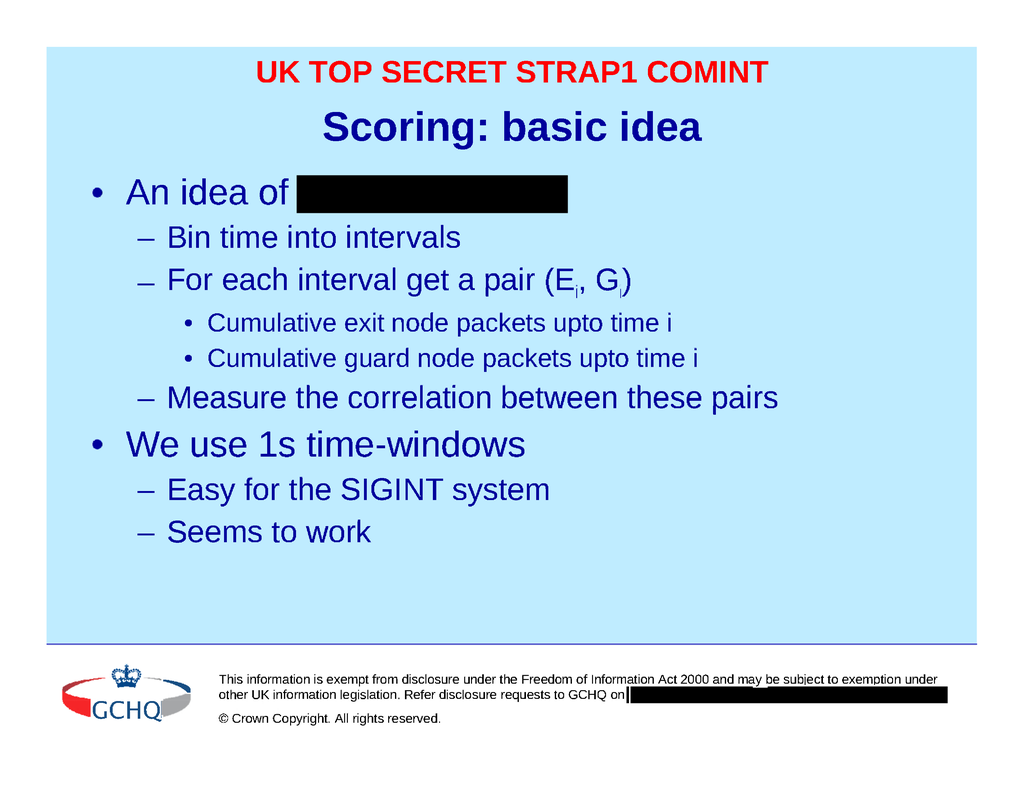 UK TOP SECRET STRAP1 COMINT
Scoring: basic idea
• An idea of
– Bin time into intervals
– For each interval get a pair (Ei, Gi)
• Cumulative exit node packets upto time i
• Cumulative guard node packets upto time i
– Measure the correlation between these pairs
• We use 1s time-windows
– Easy for the SIGINT system
– Seems to work
GCHQ
This information is exempt from disclosure under the Freedom of Information Act 2000 and may be subject to exemption under
other UK information legislation. Refer disclosure requests to GCHQ on
© Crown Copyright. All rights reserved.